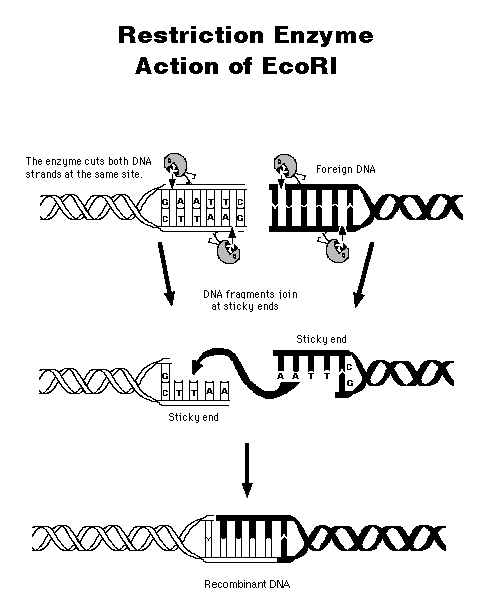 Restriction Enzyme
Action of EcoRI
The enzyme cuts both DNA
strands at the same site.
Foreign DNA
G A A T T C
C T T A A G
DNA fragments join
at sticky ends
Sticky end
G
C T T A A
A A T T C
G
Sticky end
Recombinant DNA